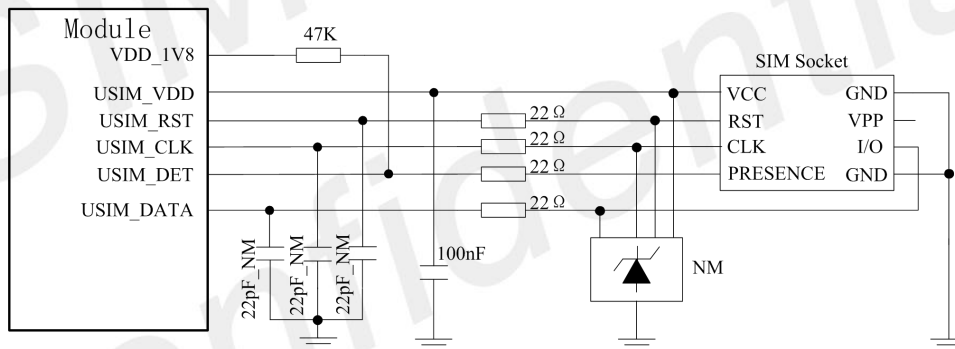 Module
VDD_1V8
USIM_VDD
USIM_RST
USIM_CLK
USIM_DET
USIM_DATA
47K
22Ω
22Ω
22Ω
22Ω
22pF_NM
22pF_NM
22pF_NM
100nF
NM
SIM Socket
VCC
GND
RST
VPP
CLK
I/O
PRESENCE
GND